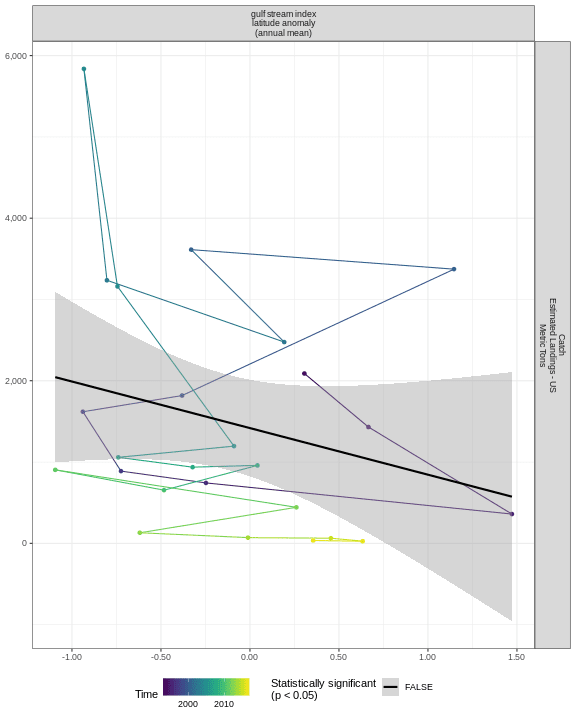 gulf stream index
latitude anomaly
(annual mean)
6,000
4,000
2,000
0
-1.00
-0.50
0.00
0.50
1.00
1.50
Catch
Estimated Landings - US
Metric Tons
Time
2000
2010
Statistically significant
(p < 0.05)
FALSE